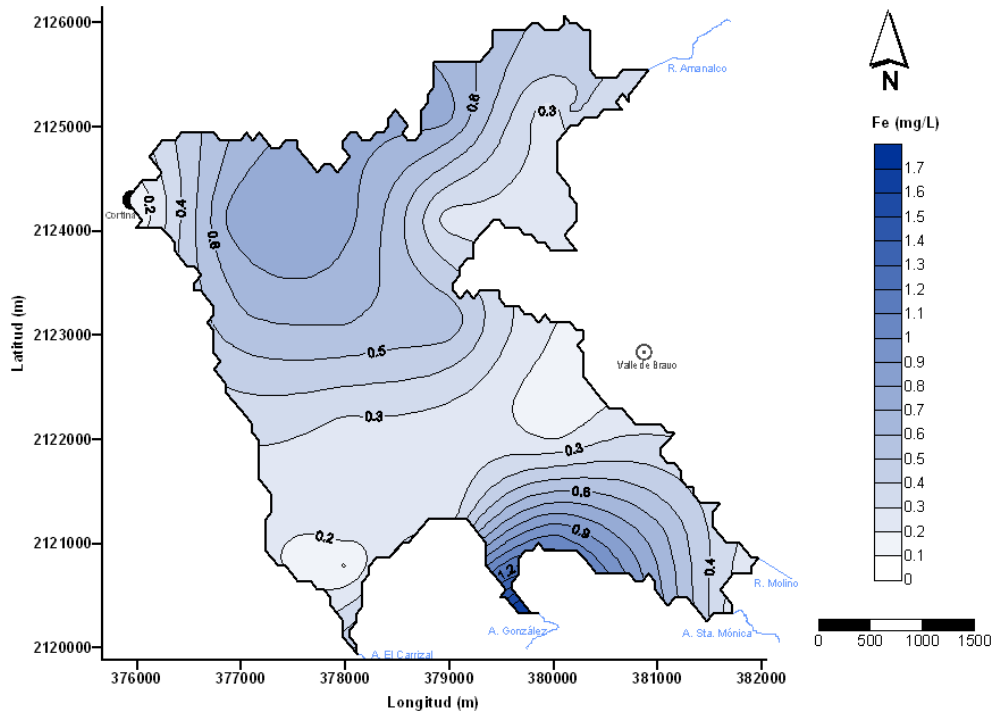 2126000
2125000
2124000
2123000
2122000
2121000
2120000
Latitud (m)
376000 377000 378000 379000 380000 381000 382000
Longitud (m)
R. Amanalco
Cortina
Valle de Bravo
R. Molino
A. Sta. Mónica
A. González
A. El Carrizal
0.2
0.4
0.6
0.6
0.3
0.5
0.3
0.3
0.6
0.9
1.2
0.4
0.2
N
Fe (mg/L)
1.7
1.6
1.5
1.4
1.3
1.2
1.1
1
0.9
0.8
0.7
0.6
0.5
0.4
0.3
0.2
0.1
0
0 500 1000 1500